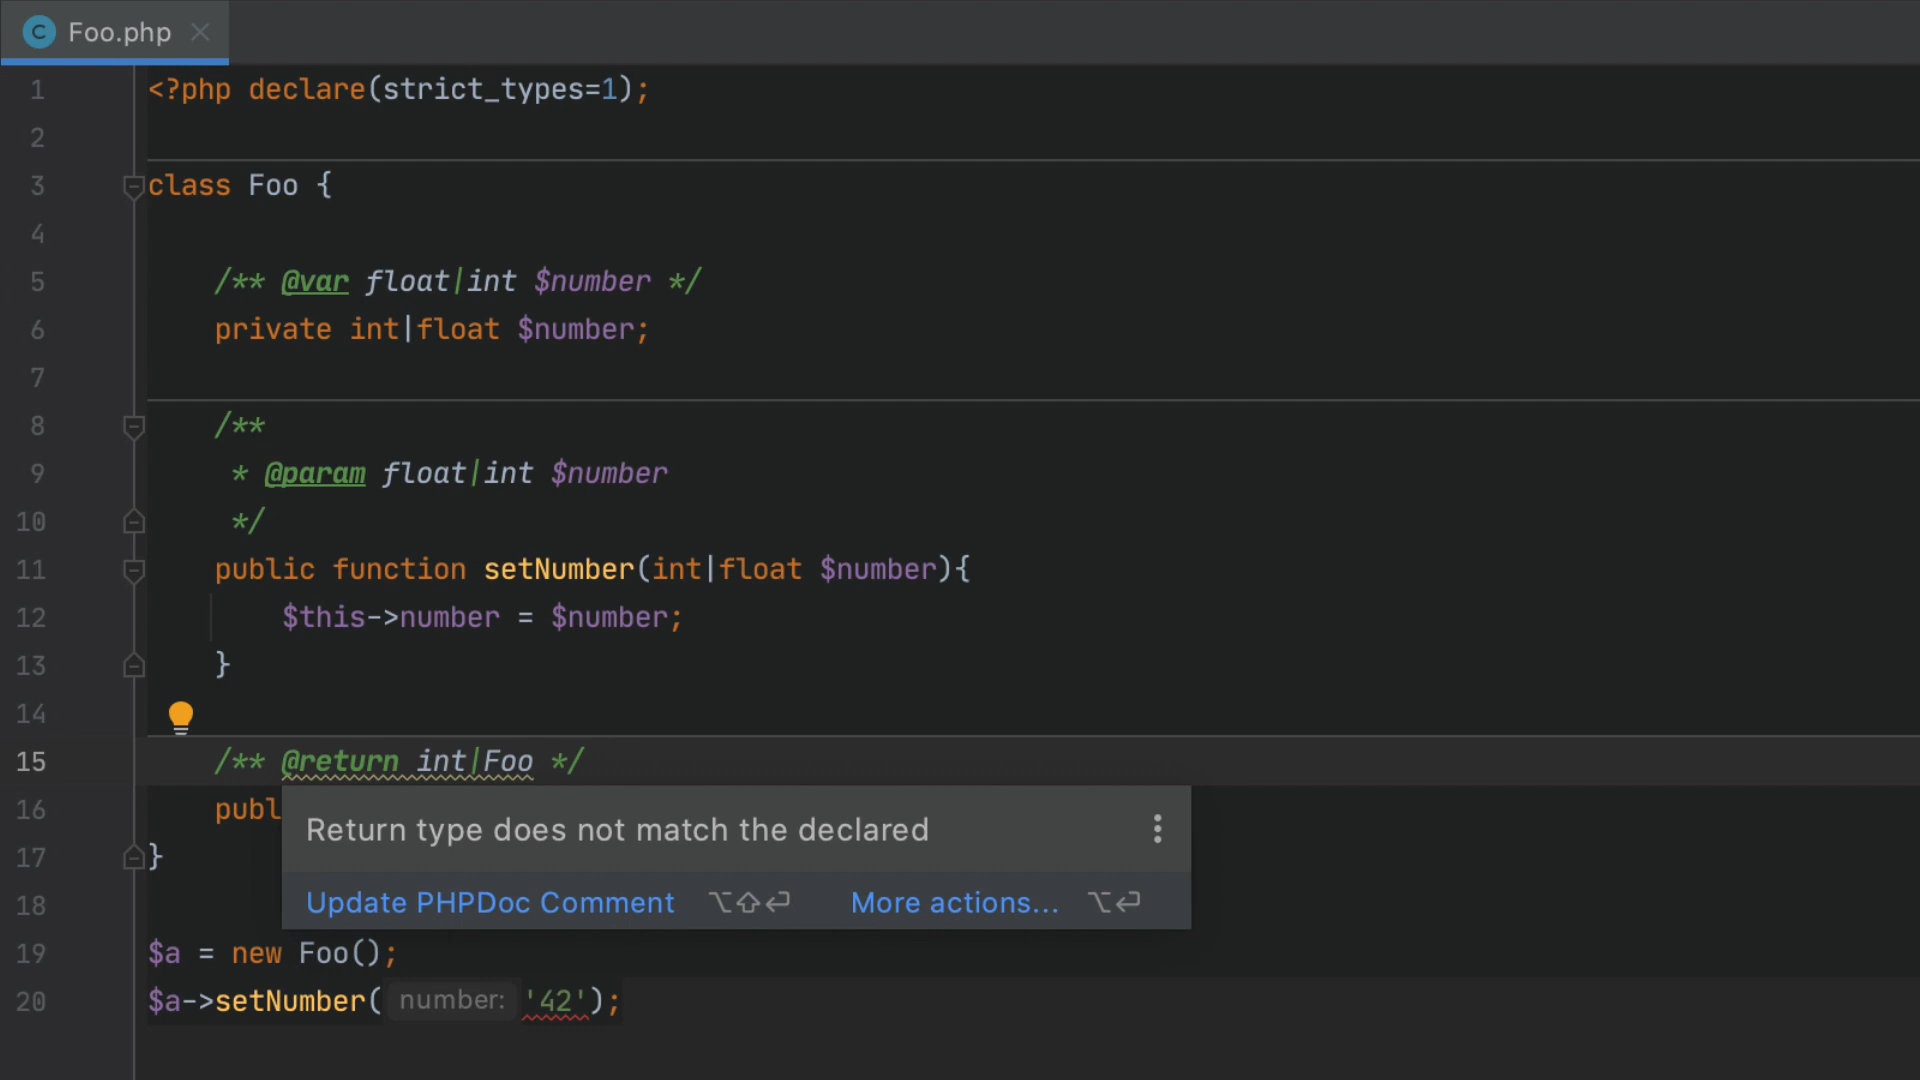 Foo.php
1 <?php declare(strict_types=1);
2
3 class Foo {
4
5 /** @var float|int $number */
6 private int|float $number;
7
8 /**
9 * @param float|int $number
10 */
11 public function setNumber(int|float $number){
12 $this->number = $number;
13 }
14
15 /** @return int|Foo */
16 publ
Return type does not match the declared
17 }
Update PHPDoc Comment ⌥⇧⏎ More actions... ⌥⏎
18
19 $a = new Foo();
20 $a->setNumber( number: '42');